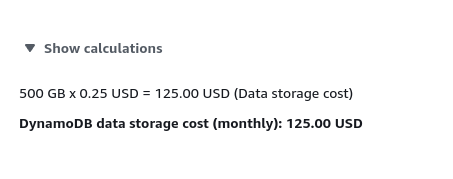 Show calculations
500 GB x 0.25 USD = 125.00 USD (Data storage cost)
DynamoDB data storage cost (monthly): 125.00 USD